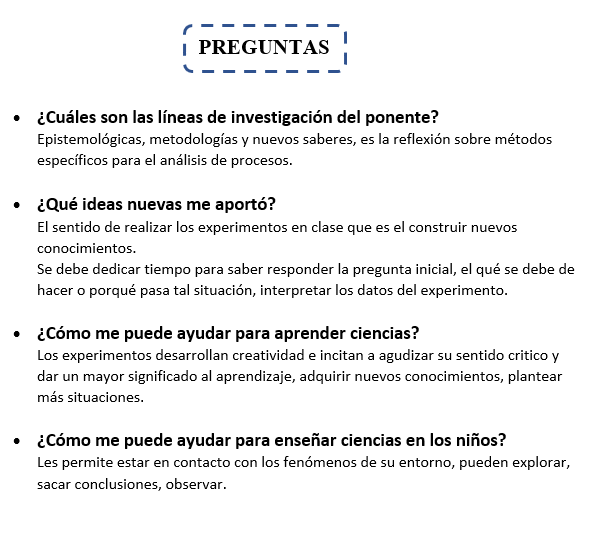 PREGUNTAS
• ¿Cuáles son las líneas de investigación del ponente?
Epistemológicas, metodologías y nuevos saberes, es la reflexión sobre métodos
específicos para el análisis de procesos.
• ¿Qué ideas nuevas me aportó?
El sentido de realizar los experimentos en clase que es el construir nuevos
conocimientos.
Se debe dedicar tiempo para saber responder la pregunta inicial, el qué se debe de
hacer o porqué pasa tal situación, interpretar los datos del experimento.
• ¿Cómo me puede ayudar para aprender ciencias?
Los experimentos desarrollan creatividad e incitan a agudizar su sentido critico y
dar un mayor significado al aprendizaje, adquirir nuevos conocimientos, plantear
más situaciones.
• ¿Cómo me puede ayudar para enseñar ciencias en los niños?
Les permite estar en contacto con los fenómenos de su entorno, pueden explorar,
sacar conclusiones, observar.